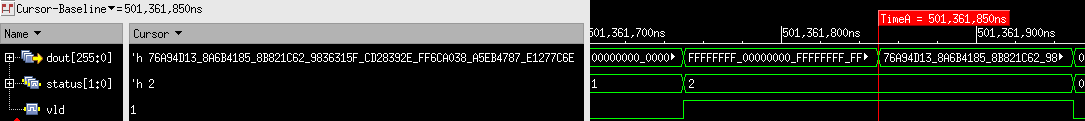 Cursor-Baseline▼=501,361,850ns
TimeA = 501,361,850ns
Name ▼ Cursor ▼ 501,361,700ns 501,361,800ns 501,361,900ns
dout[255:0] 'h 76A94D13_8A6B4185_8B821C62_9836315F_CD28392E_FF6CA038_A5EB4787_E1277C6E 00000000_0000 FFFFFFFF_00000000_FFFFFFFF_FF 76A94D13_8A6B4185_8B821C62_98
status[1:0] 'h 2 1 2 0
vld 1